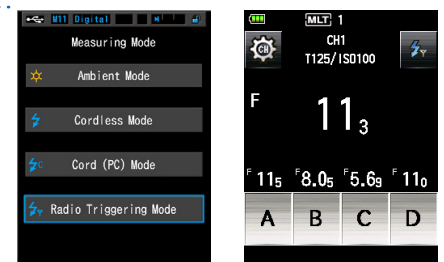 M11 Digital
Measuring Mode
Ambient Mode
Cordless Mode
Cord (PC) Mode
Radio Triggering Mode
MLT 1
CH
CH1
T125/ISO100
F
11 3
F 11 5 F 8.0 5 F 5.6 9 F 11 0
A B C D